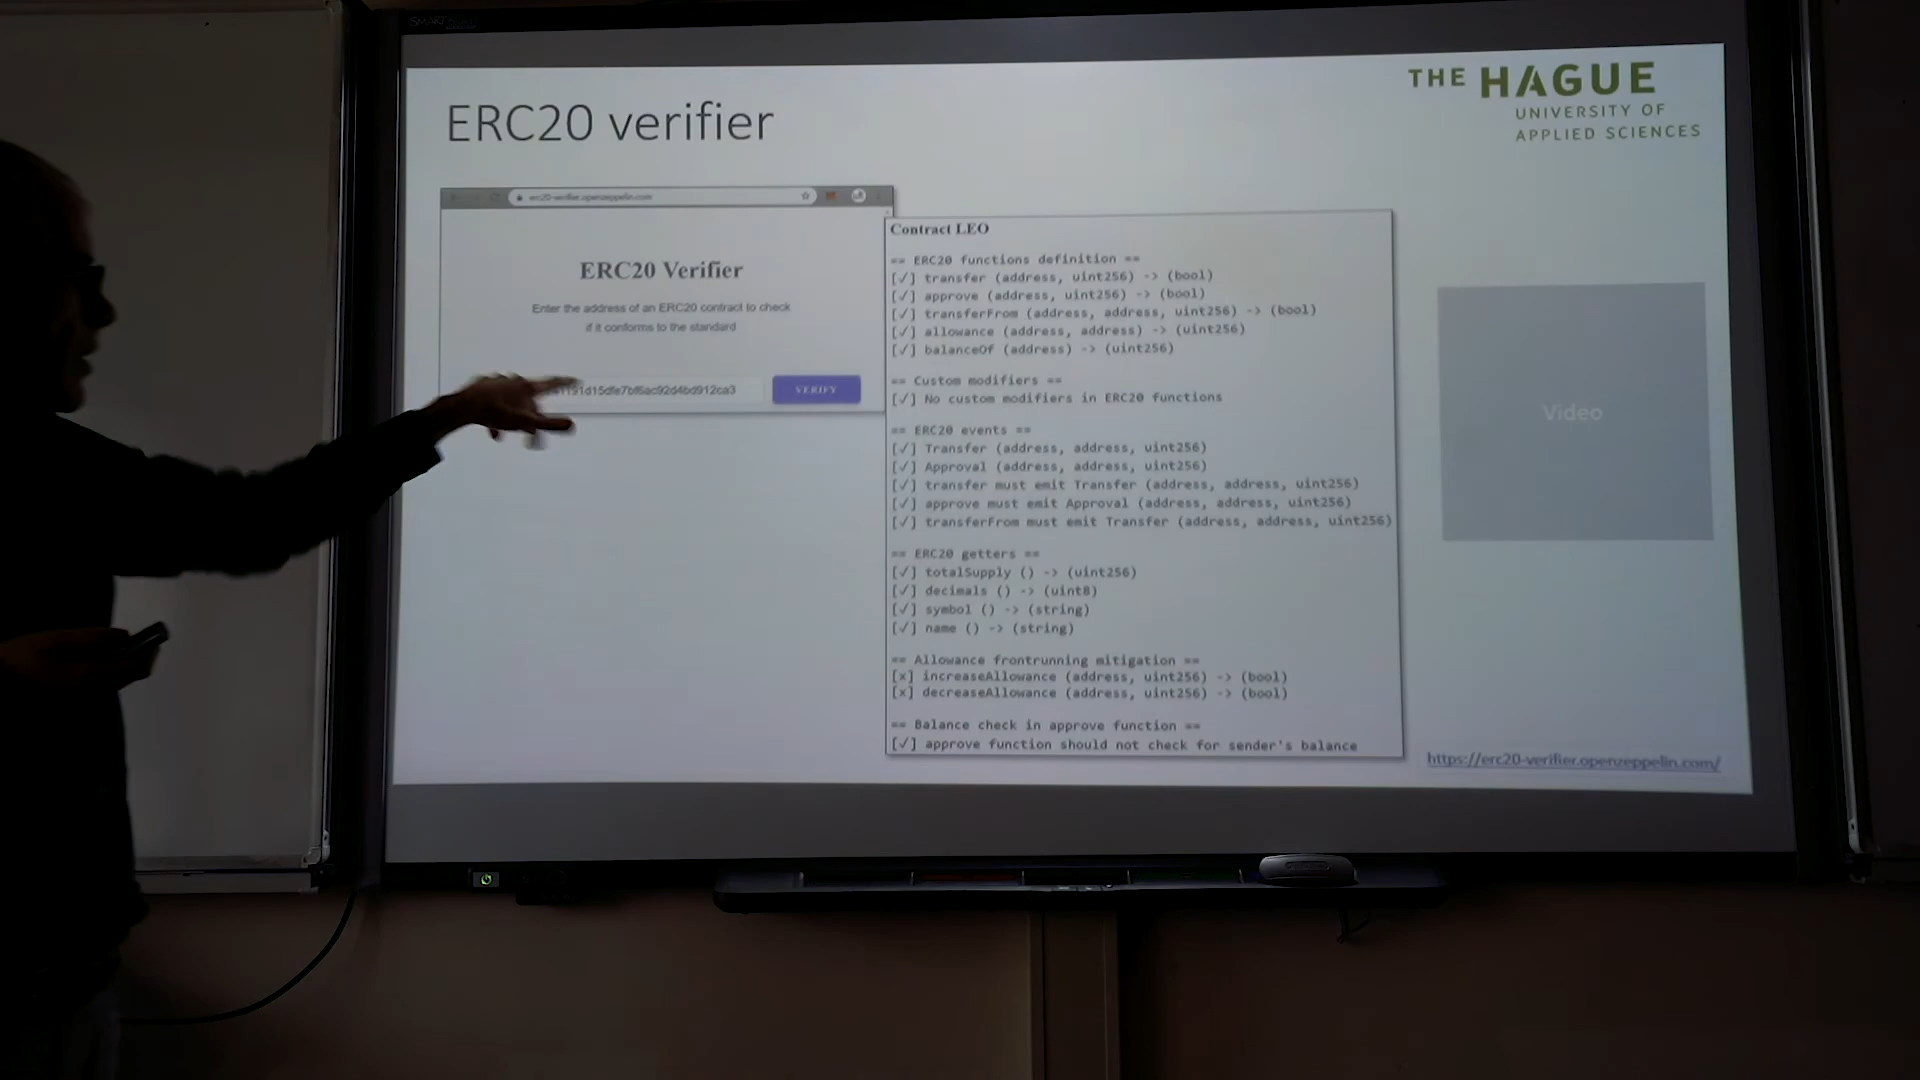 ERC20 verifier
THE HAGUE
UNIVERSITY OF
APPLIED SCIENCES
erc20-verifier.openzeppelin.com
ERC20 Verifier
Enter the address of an ERC20 contract to check
if it conforms to the standard
VERIFY
Contract LEO
== ERC20 functions definition ==
[✓] transfer (address, uint256) -> (bool)
[✓] approve (address, uint256) -> (bool)
[✓] transferFrom (address, address, uint256) -> (bool)
[✓] allowance (address, address) -> (uint256)
[✓] balanceOf (address) -> (uint256)
== Custom modifiers ==
[✓] No custom modifiers in ERC20 functions
== ERC20 events ==
[✓] Transfer (address, address, uint256)
[✓] Approval (address, address, uint256)
[✓] transfer must emit Transfer (address, address, uint256)
[✓] approve must emit Approval (address, address, uint256)
[✓] transferFrom must emit Transfer (address, address, uint256)
== ERC20 getters ==
[✓] totalSupply () -> (uint256)
[✓] decimals () -> (uint8)
[✓] symbol () -> (string)
[✓] name () -> (string)
== Allowance frontrunning mitigation ==
[x] increaseAllowance (address, uint256) -> (bool)
[x] decreaseAllowance (address, uint256) -> (bool)
== Balance check in approve function ==
[✓] approve function should not check for sender's balance
Video
https://erc20-verifier.openzeppelin.com/